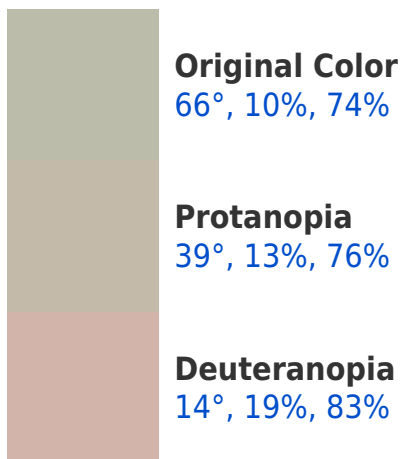 Original Color
66°, 10%, 74%
Protanopia
39°, 13%, 76%
Deuteranopia
14°, 19%, 83%